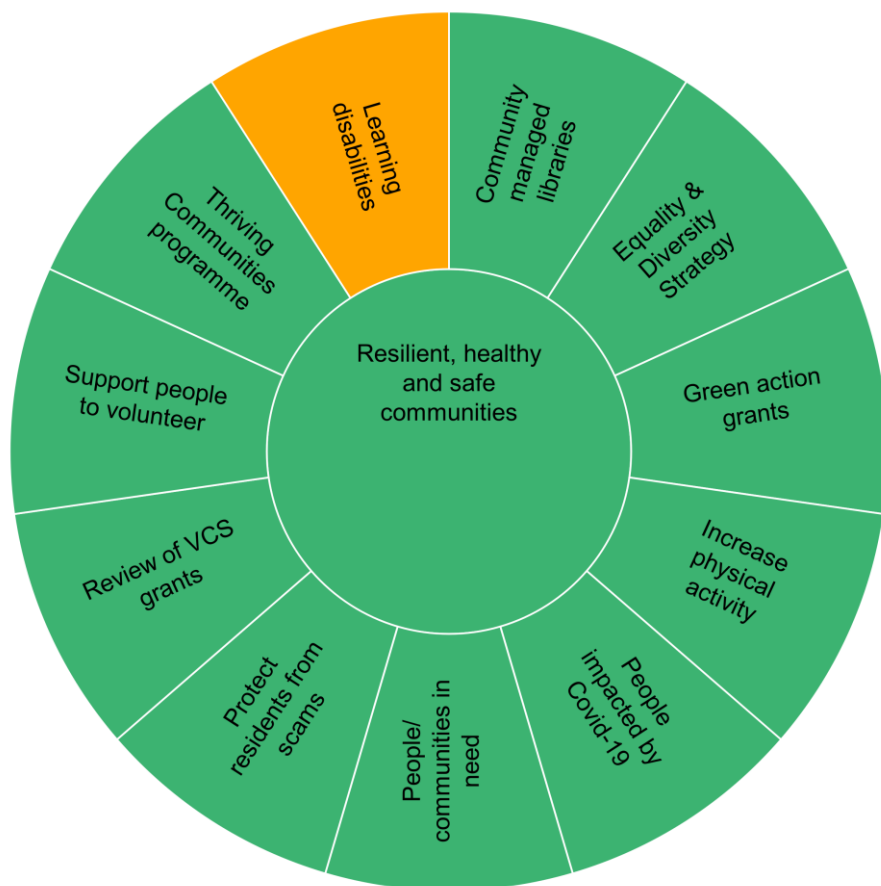 Resilient, healthy
and safe
communities
Community
managed
libraries
Equality &
Diversity
Strategy
Green action
grants
Increase
physical
activity
People
impacted by
Covid-19
People/
communities in
need
Protect
residents from
scams
Review of VCS
grants
Support people
to volunteer
Thriving
Communities
programme
Learning
disabilities